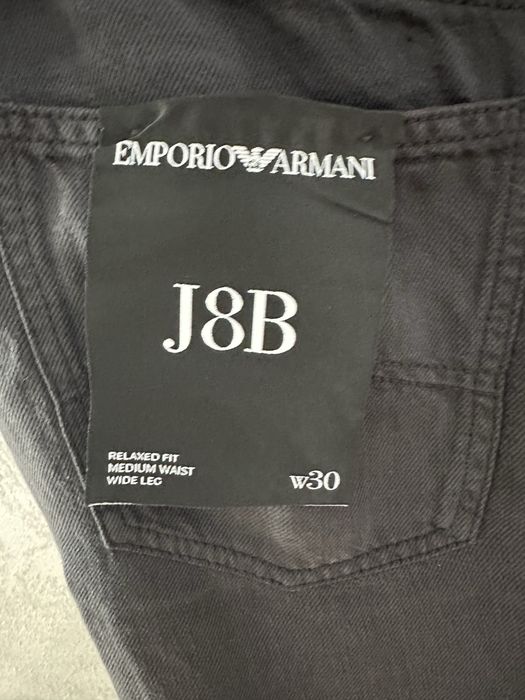 EMPORIO ARMANI
J8B
RELAXED FIT
MEDIUM WAIST
WIDE LEG
w30